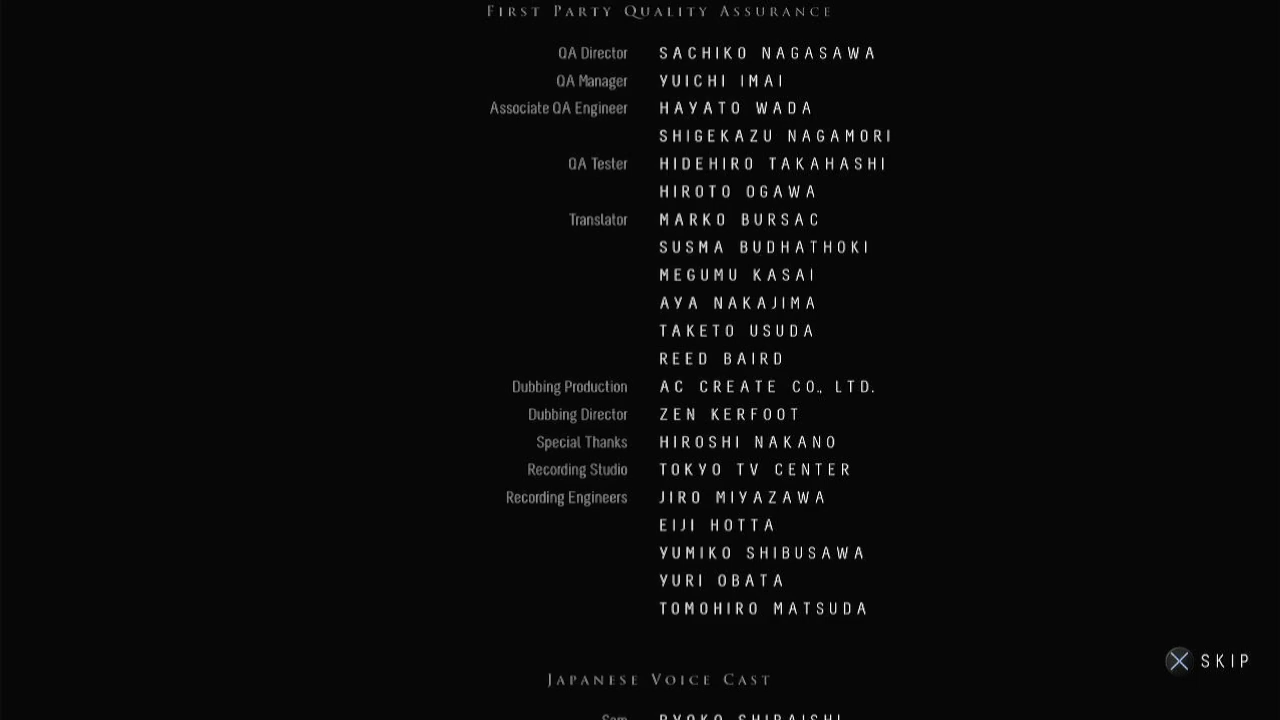 FIRST PARTY QUALITY ASSURANCE
QA Director SACHIKO NAGASAWA
QA Manager YUICHI IMAI
Associate QA Engineer HAYATO WADA
SHIGEKAZU NAGAMORI
QA Tester HIDEHIRO TAKAHASHI
HIROTO OGAWA
Translator MARKO BURSAC
SUSMA BUDHATHOKI
MEGUMU KASAI
AYA NAKAJIMA
TAKETO USUDA
REED BAIRD
Dubbing Production AC CREATE CO., LTD.
Dubbing Director ZEN KERFOOT
Special Thanks HIROSHI NAKANO
Recording Studio TOKYO TV CENTER
Recording Engineers JIRO MIYAZAWA
EIJI HOTTA
YUMIKO SHIBUSAWA
YURI OBATA
TOMOHIRO MATSUDA
SKIP
JAPANESE VOICE CAST
Sam RYOKO SHIRAISHI